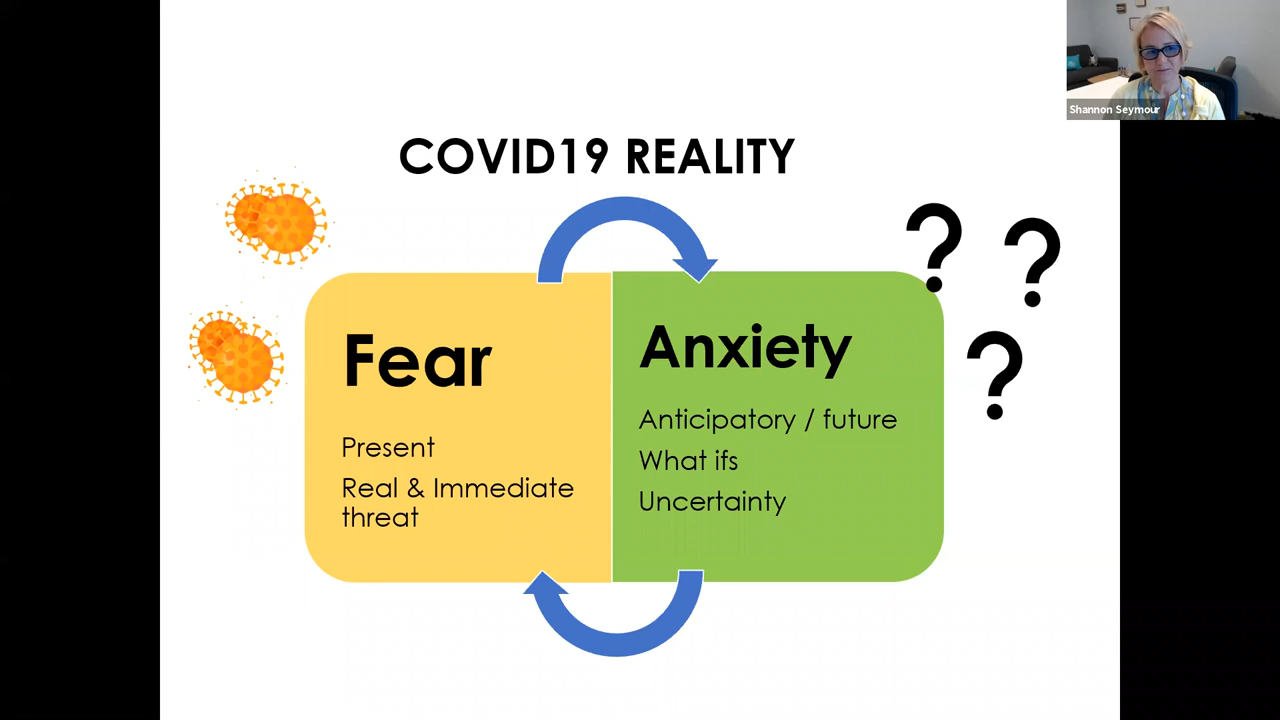 Shannon Seymour
COVID19 REALITY
? ?
?
Fear
Present
Real & Immediate
threat
Anxiety
Anticipatory / future
What ifs
Uncertainty